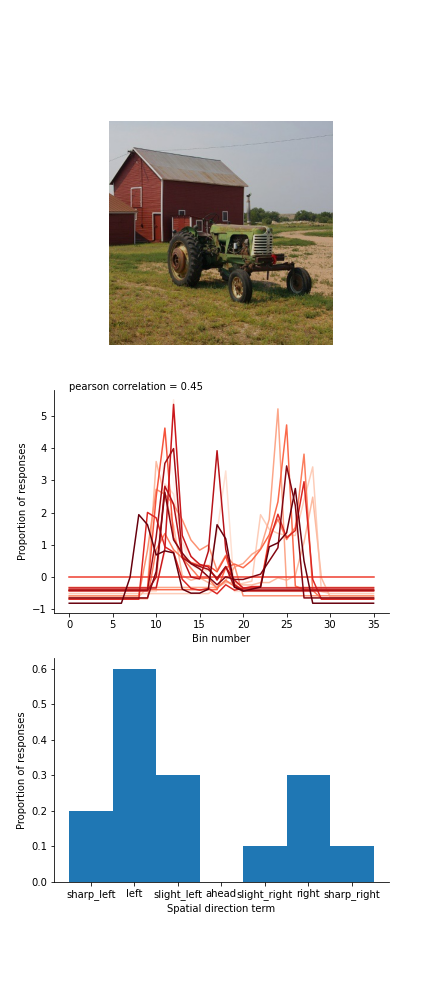 pearson correlation = 0.45
Proportion of responses
5
4
3
2
1
0
−1
0 5 10 15 20 25 30 35
Bin number
Proportion of responses
0.6
0.5
0.4
0.3
0.2
0.1
0.0
sharp_left left slight_left ahead slight_right right sharp_right
Spatial direction term